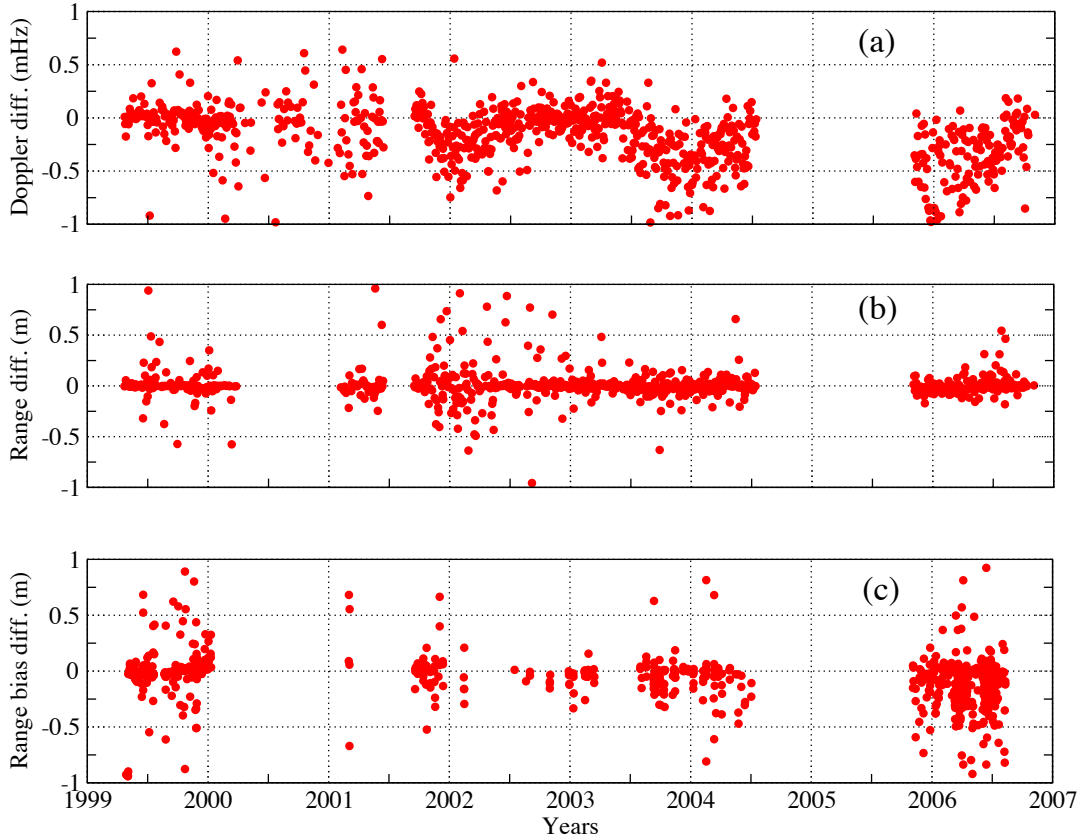 1
0.5
0
-0.5
-1
Doppler diff. (mHz)
(a)
1
0.5
0
-0.5
-1
Range diff. (m)
(b)
1
0.5
0
-0.5
-1
Range bias diff. (m)
(c)
1999 2000 2001 2002 2003 2004 2005 2006 2007
Years